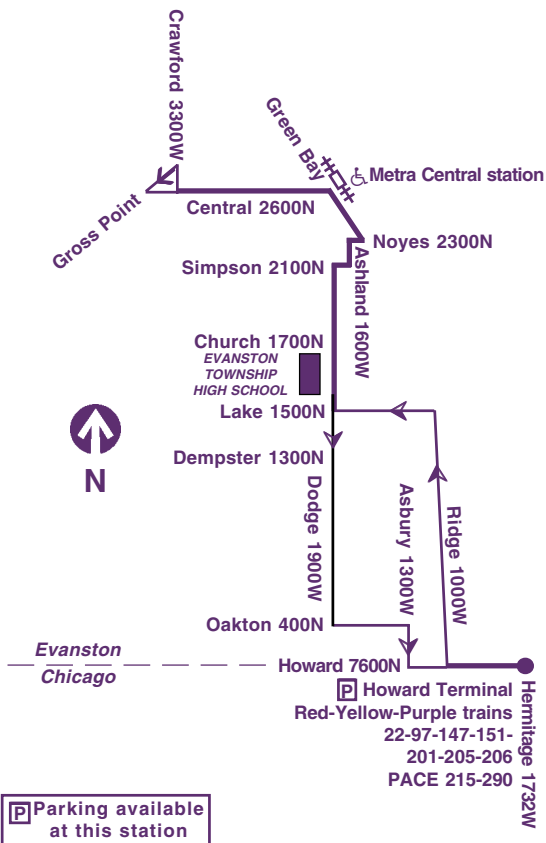 Crawford 3300W
Green Bay
Metra Central station
Gross Point
Central 2600N
Noyes 2300N
Simpson 2100N
Ashland 1600W
Church 1700N
EVANSTON
TOWNSHIP
HIGH SCHOOL
Lake 1500N
N
Dempster 1300N
Dodge 1900W
Asbury 1300W
Ridge 1000W
Oakton 400N
Evanston
Chicago
Howard 7600N
P Howard Terminal
Red-Yellow-Purple trains
22-97-147-151-
201-205-206
PACE 215-290
Hermitage 1732W
P Parking available
at this station